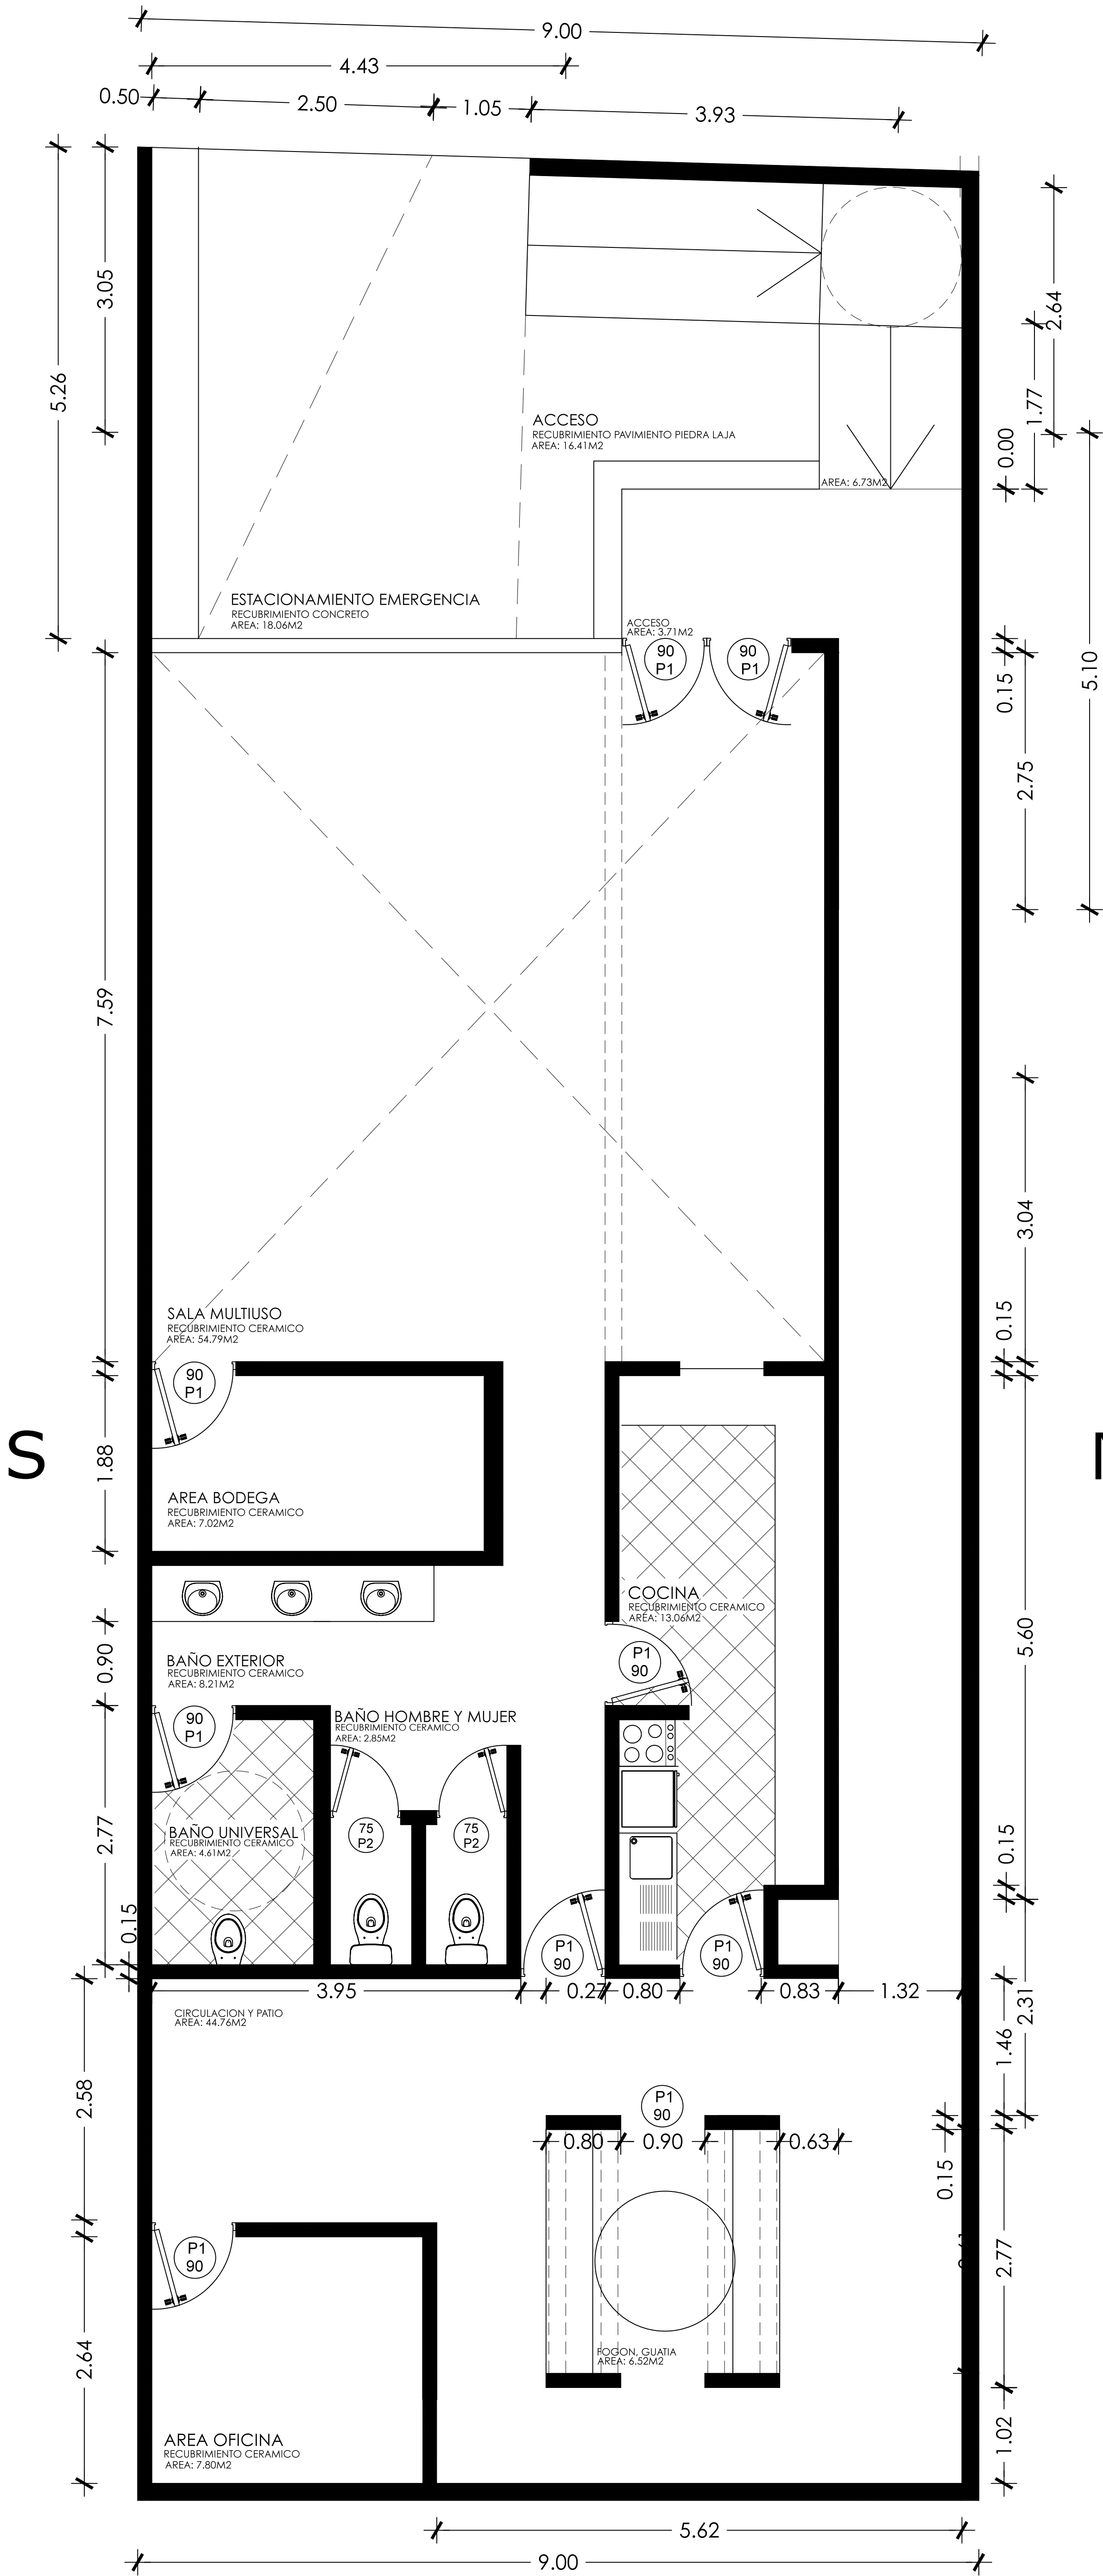 9.00
4.43
0.50
2.50
1.05
3.93
3.05
5.26
2.64
1.77
0.00
ACCESO
RECUBRIMIENTO PAVIMIENTO PIEDRA LAJA
AREA: 16.41M2
AREA: 6.73M2
ESTACIONAMIENTO EMERGENCIA
RECUBRIMIENTO CONCRETO
AREA: 18.06M2
ACCESO
AREA: 3.71M2
90
P1
90
P1
0.15
5.10
2.75
7.59
3.04
0.15
SALA MULTIUSO
RECUBRIMIENTO CERAMICO
AREA: 54.79M2
90
P1
S
1.88
AREA BODEGA
RECUBRIMIENTO CERAMICO
AREA: 7.02M2
COCINA
RECUBRIMIENTO CERAMICO
AREA: 13.06M2
5.60
0.90
BAÑO EXTERIOR
RECUBRIMIENTO CERAMICO
AREA: 8.21M2
P1
90
90
P1
BAÑO HOMBRE Y MUJER
RECUBRIMIENTO CERAMICO
AREA: 2.85M2
2.77
BAÑO UNIVERSAL
RECUBRIMIENTO CERAMICO
AREA: 4.61M2
75
P2
75
P2
0.15
0.15
P1
90
P1
90
3.95
0.27
0.80
0.83
1.32
CIRCULACION Y PATIO
AREA: 44.76M2
2.31
1.46
2.58
P1
90
0.80
0.90
0.63
0.15
P1
90
2.77
2.64
FOGON, GUATIA
AREA: 6.52M2
AREA OFICINA
RECUBRIMIENTO CERAMICO
AREA: 7.80M2
1.02
5.62
9.00